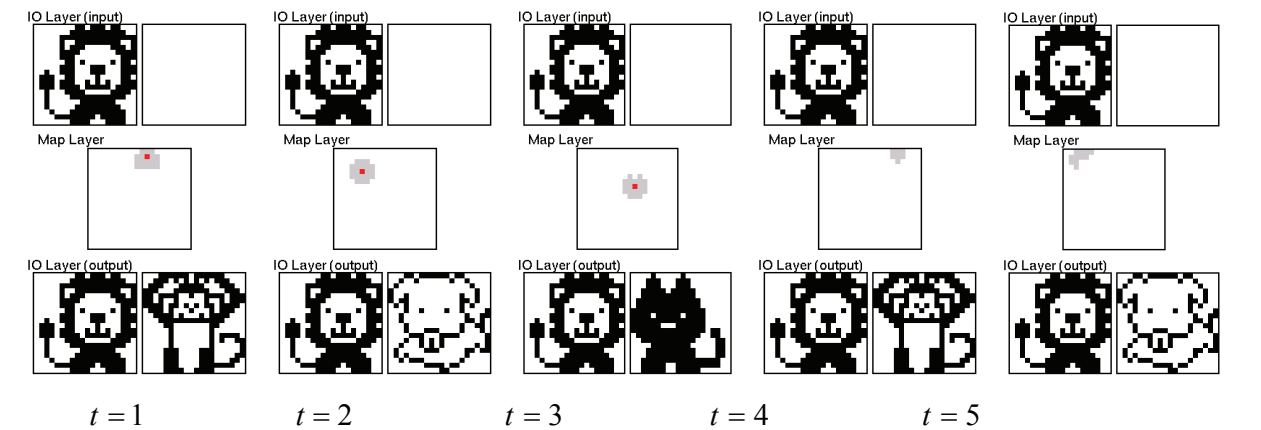 IO Layer (input) IO Layer (input) IO Layer (input) IO Layer (input) IO Layer (input)
Map Layer Map Layer Map Layer Map Layer Map Layer
IO Layer (output) IO Layer (output) IO Layer (output) IO Layer (output) IO Layer (output)
t = 1 t = 2 t = 3 t = 4 t = 5